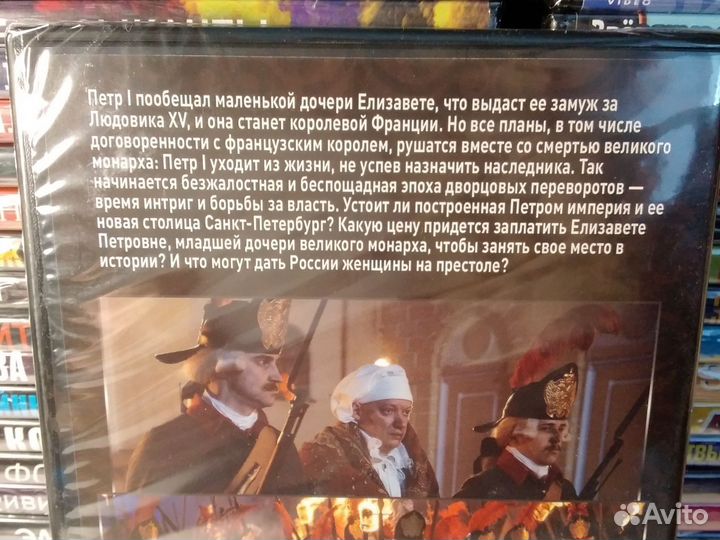 VIDEO
Петр I пообещал маленькой дочери Елизавете, что выдаст ее замуж за
Людовика XV, и она станет королевой Франции. Но все планы, в том числе
договоренности с французским королем, рушатся вместе со смертью великого
монарха: Петр I уходит из жизни, не успев назначить наследника. Так
начинается безжалостная и беспощадная эпоха дворцовых переворотов —
время интриг и борьбы за власть. Устоит ли построенная Петром империя и ее
новая столица Санкт-Петербург? Какую цену придется заплатить Елизавете
Петровне, младшей дочери великого монарха, чтобы занять свое место в
истории? И что могут дать России женщины на престоле?
Avito